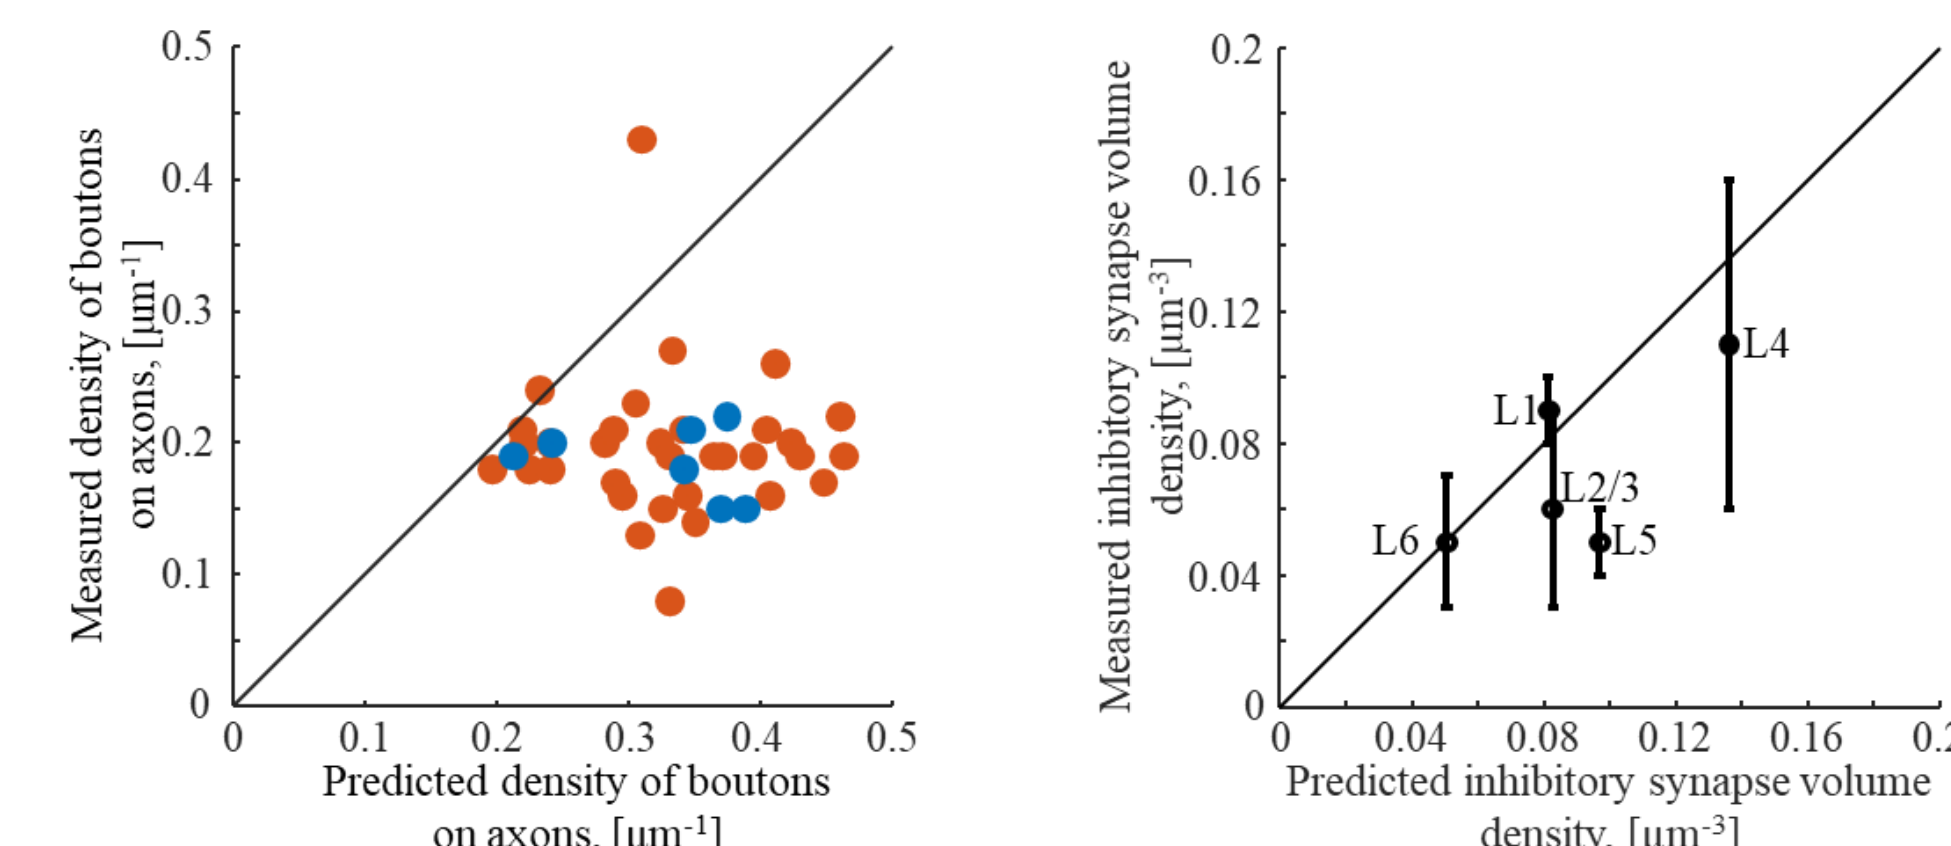 0.5
0.4
0.3
0.2
0.1
0
Measured density of boutons
on axons, [µm-1]
0
0.1
0.2
0.3
0.4
0.5
Predicted density of boutons
on axons, [µm-1]
0.2
0.16
0.12
0.08
0.04
0
Measured inhibitory synapse volume
density, [µm-3]
L4
L1
L2/3
L6
L5
0
0.04
0.08
0.12
0.16
0.2
Predicted inhibitory synapse volume
density, [µm-3]